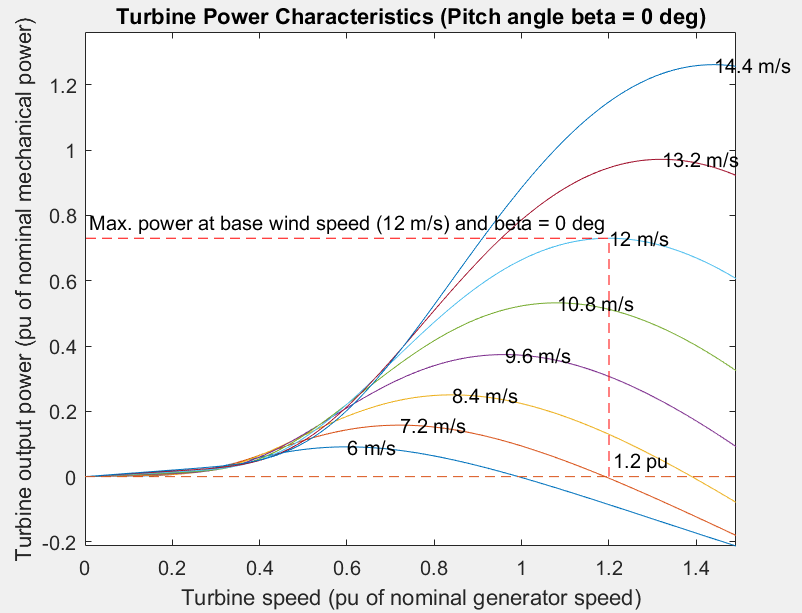 Turbine Power Characteristics (Pitch angle beta = 0 deg)
Turbine output power (pu of nominal mechanical power)
1.2
1
0.8
0.6
0.4
0.2
0
-0.2
14.4 m/s
13.2 m/s
Max. power at base wind speed (12 m/s) and beta = 0 deg
12 m/s
10.8 m/s
9.6 m/s
8.4 m/s
7.2 m/s
6 m/s
1.2 pu
0
0.2
0.4
0.6
0.8
1
1.2
1.4
Turbine speed (pu of nominal generator speed)